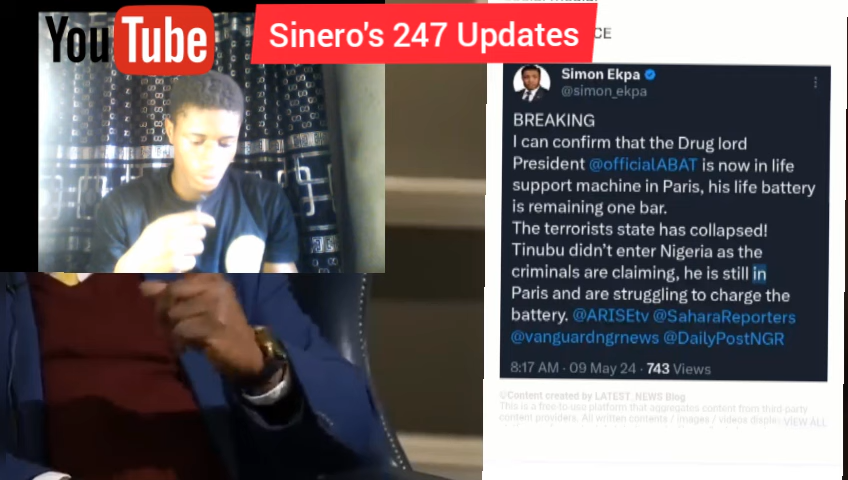 YouTube
Sinero's 247 Updates
CE
Simon Ekpa
@simon_ekpa
BREAKING
I can confirm that the Drug lord
President @officialABAT is now in life
support machine in Paris, his life battery
is remaining one bar.
The terrorists state has collapsed!
Tinubu didn't enter Nigeria as the
criminals are claiming, he is still in
Paris and are struggling to charge the
battery. @ARISEtv @SaharaReporters
@vanguardngrnews @DailyPostNGR
8:17 AM · 09 May 24 · 743 Views
©Content created by LATEST_NEWS Blog
This is a free-to use platform that aggregates content from third party
content providers. All written contents / images / videos displa VIEW ALL